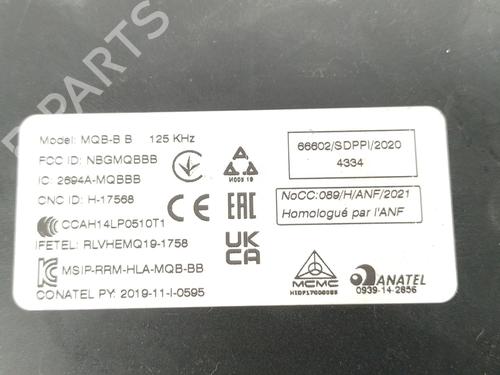 PARTS
Model: MQB-B B 125 KHz
FCC ID: NBGMQBBB
IC: 2694A-MQBBB
CNC ID: H-17568
CCAH14LP0510T1
IFETEL: RLVHEMQ19-1758
MSIP-RRM-HLA-MQB-BB
CONATEL PY: 2019-11-I-0595
CE
EAC
UK
CA
66602/SDPPI/2020
4334
NoCC:089/H/ANF/2021
Homologué par l'ANF
MCMC
ANATEL
0939-14-2856